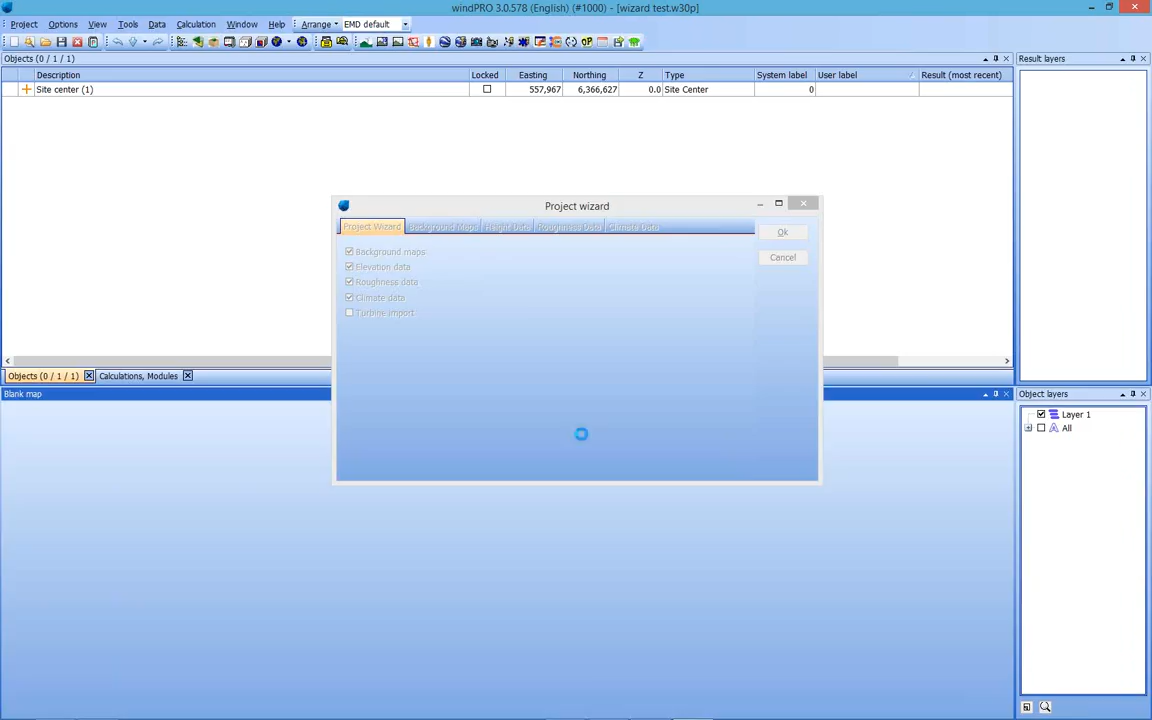 windPRO 3.0.578 (English) (#1000) - [wizard test.w30p]
Project Options View Tools Data Calculation Window Help Arrange EMD default
Objects (0 / 1 / 1)
Description Locked Easting Northing Z Type System label User label Result (most recent)
Site center (1) 557,967 6,366,627 0.0 Site Center 0
Result layers
Project wizard
Project Wizard Background Maps Height Data Roughness Data Climate Data
Background maps
Elevation data
Roughness data
Climate data
Turbine import
Ok
Cancel
Objects (0 / 1 / 1) Calculations, Modules
Blank map
Object layers
Layer 1
All